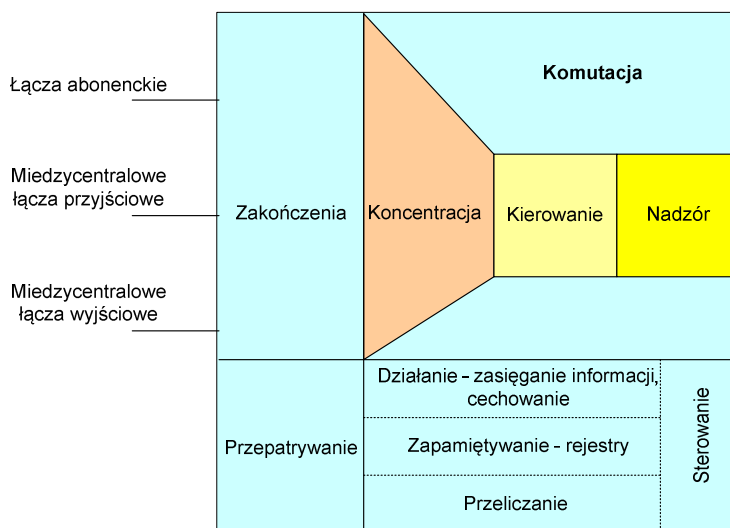 Łącza abonenckie
Miedzycentralowe
łącza przyjściowe
Miedzycentralowe
łącza wyjściowe
Zakończenia
Komutacja
Koncentracja
Kierowanie
Nadzór
Przepatrywanie
Działanie – zasięganie informacji,
cechowanie
Zapamiętywanie - rejestry
Przeliczanie
Sterowanie